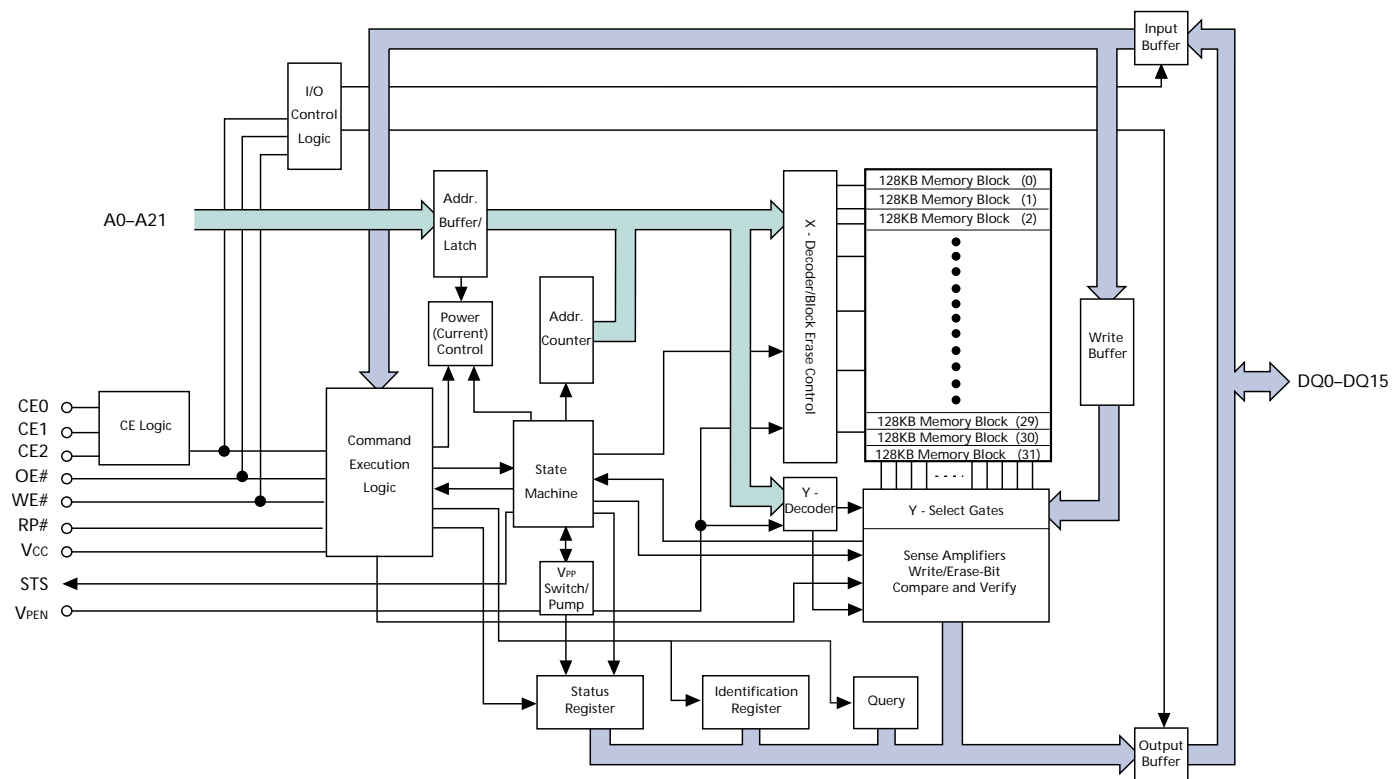 Input
Buffer
I/O
Control
Logic
A0–A21
Addr.
Buffer/
Latch
X - Decoder/Block Erase Control
128KB Memory Block (0)
128KB Memory Block (1)
128KB Memory Block (2)
Power
(Current)
Control
Addr.
Counter
Write
Buffer
DQ0–DQ15
CE0
CE1
CE2
OE#
WE#
RP#
VCC
STS
VPEN
CE Logic
Command
Execution
Logic
State
Machine
128KB Memory Block (29)
128KB Memory Block (30)
128KB Memory Block (31)
Y -
Decoder
Y - Select Gates
Sense Amplifiers
Write/Erase-Bit
Compare and Verify
VPP
Switch/
Pump
Status
Register
Identification
Register
Query
Output
Buffer